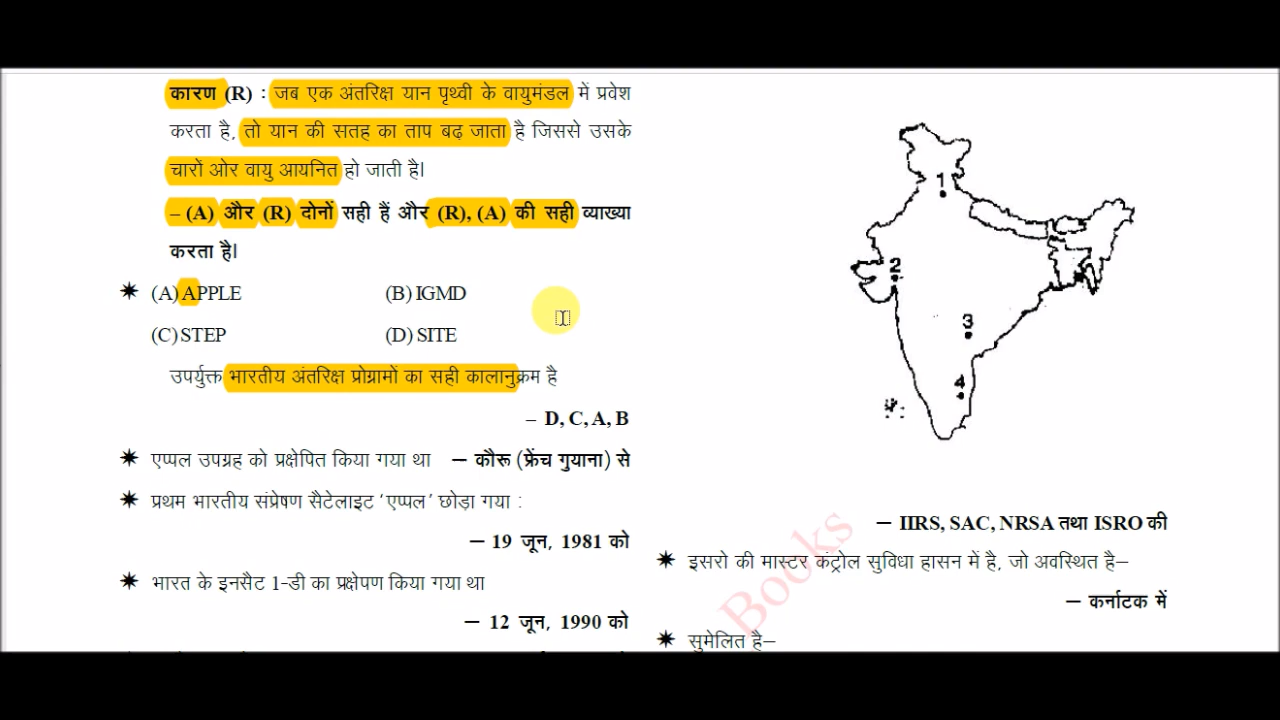 कारण (R) : जब एक अंतरिक्ष यान पृथ्वी के वायुमंडल में प्रवेश
करता है, तो यान की सतह का ताप बढ़ जाता है जिससे उसके
चारों ओर वायु आयनित हो जाती है।
– (A) और (R) दोनों सही हैं और (R), (A) की सही व्याख्या
करता है।
(A) APPLE (B) IGMD
(C) STEP (D) SITE
उपर्युक्त भारतीय अंतरिक्ष प्रोग्रामों का सही कालानुक्रम है
– D, C, A, B
एप्पल उपग्रह को प्रक्षेपित किया गया था – कौरू (फ्रेंच गुयाना) से
प्रथम भारतीय संप्रेषण सैटेलाइट ‘एप्पल’ छोड़ा गया :
– 19 जून, 1981 को
भारत के इनसैट 1-डी का प्रक्षेपण किया गया था
– 12 जून, 1990 को
1
2
3
4
– IIRS, SAC, NRSA तथा ISRO की
इसरो की मास्टर कंट्रोल सुविधा हासन में है, जो अवस्थित है–
– कर्नाटक में
सुमेलित है–
Books